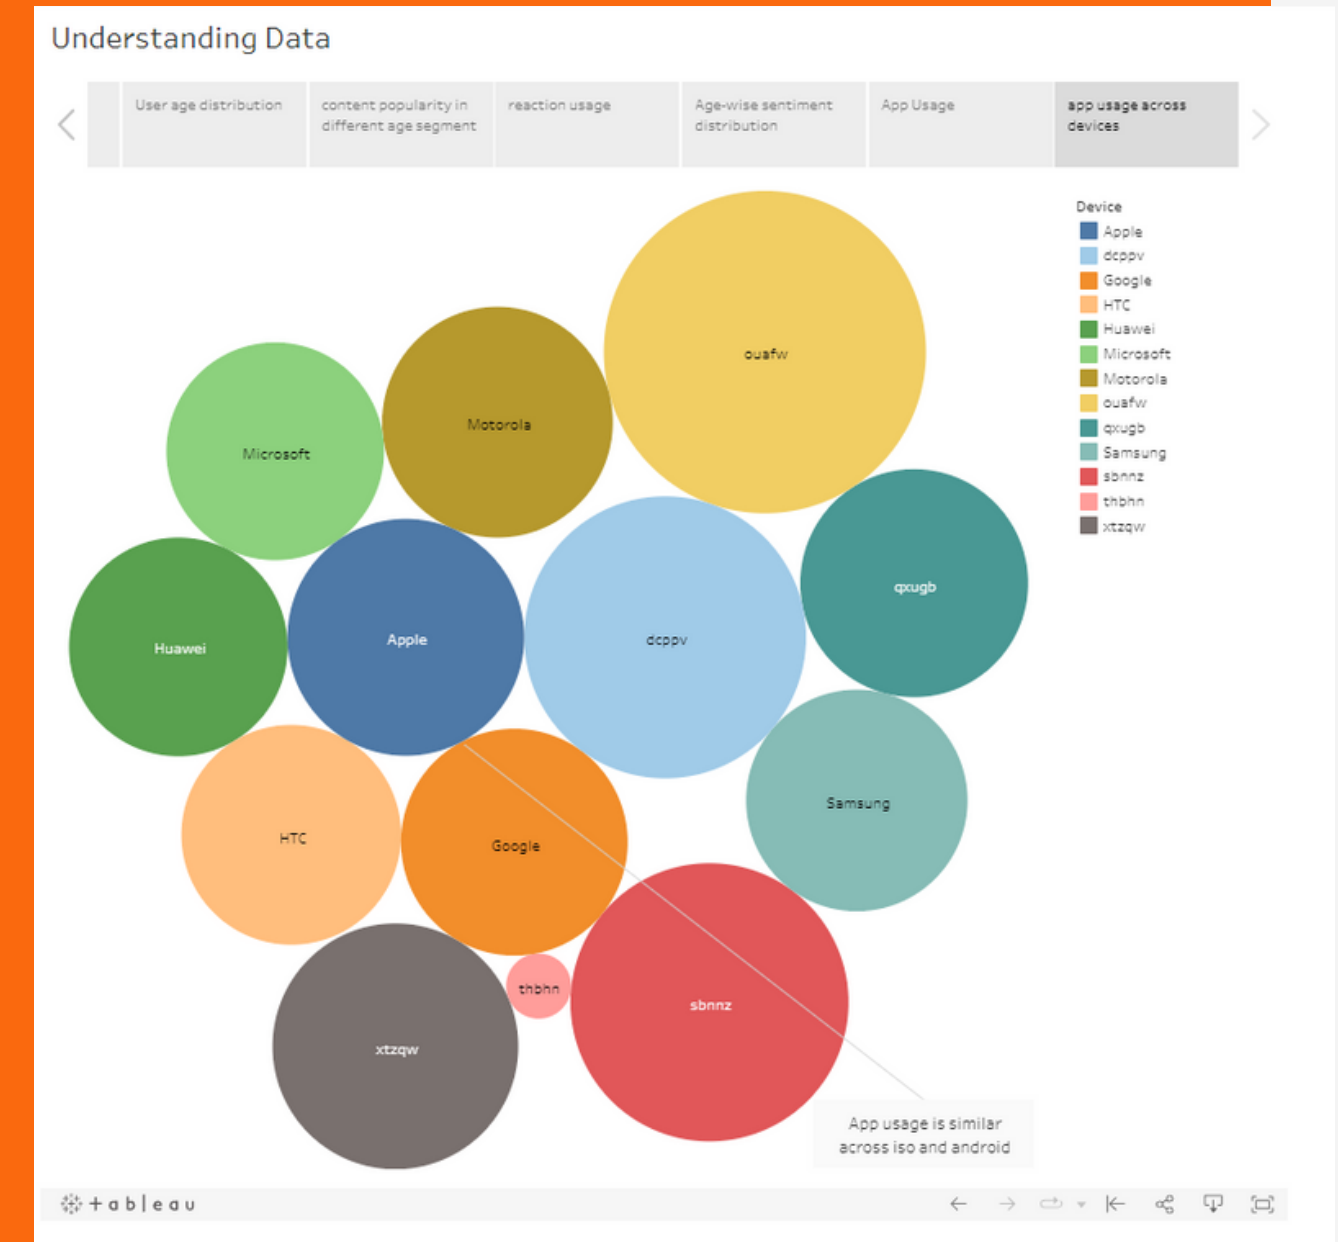 Understanding Data
User age distribution
content popularity in
different age segment
reaction usage
Age-wise sentiment
distribution
App Usage
app usage across
devices
Device
Apple
dcppv
Google
HTC
Huawei
Microsoft
Motorola
ouafw
qxugb
Samsung
sbnnz
thbhn
xtzqw
ouafw
Motorola
Microsoft
qxugb
Apple
dcppv
Huawei
Samsung
HTC
Google
thbhn
sbnnz
xtzqw
App usage is similar
across iso and android
+ableau